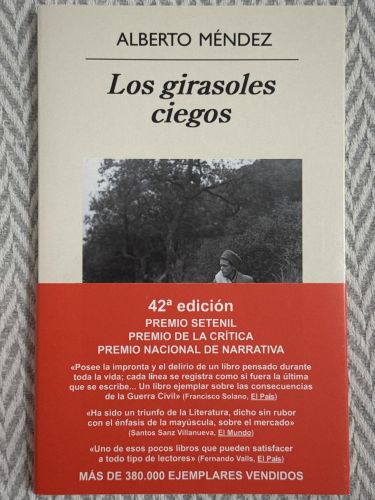 ALBERTO MÉNDEZ
Los girasoles
ciegos
42ª edición
PREMIO SETENIL
PREMIO DE LA CRÍTICA
PREMIO NACIONAL DE NARRATIVA
«Posee la impronta y el delirio de un libro pensado durante
toda la vida; cada línea se registra como si fuera la última
que se escribe... Un libro ejemplar sobre las consecuencias
de la Guerra Civil» (Francisco Solano, El País)
«Ha sido un triunfo de la Literatura, dicho sin rubor
con el énfasis de la mayúscula, sobre el mercado»
(Santos Sanz Villanueva, El Mundo)
«Uno de esos pocos libros que pueden satisfacer
a todo tipo de lectores» (Fernando Valls, El País)
MÁS DE 380.000 EJEMPLARES VENDIDOS